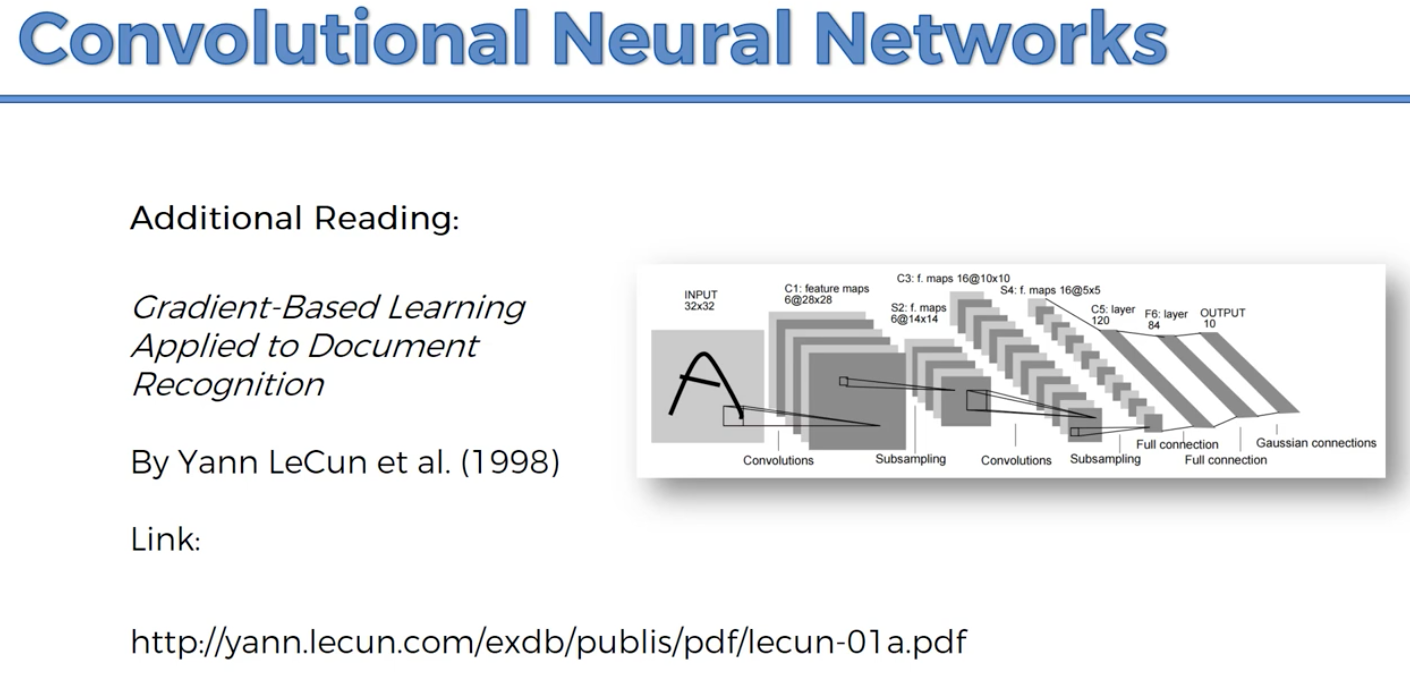 Convolutional Neural Networks
Additional Reading:
Gradient-Based Learning
Applied to Document
Recognition
By Yann LeCun et al. (1998)
Link:
http://yann.lecun.com/exdb/publis/pdf/lecun-01a.pdf
INPUT
32x32
A
C1: feature maps
6@28x28
S2: f. maps
6@14x14
C3: f. maps 16@10x10
S4: f. maps 16@5x5
C5: layer
120
F6: layer
84
OUTPUT
10
Convolutions
Subsampling
Convolutions
Subsampling
Full connection
Full connection
Gaussian connections